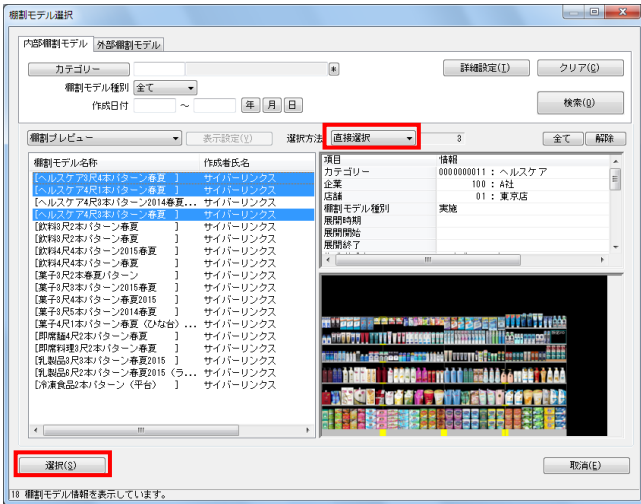 棚割モデル選択
内部棚割モデル 外部棚割モデル
カテゴリー * 詳細設定(I) クリア(C)
棚割モデル種別 全て
作成日付 ～ 年 月 日 検索(Q)
棚割プレビュー 表示設定(V) 選択方法 直接選択 3 全て 解除
棚割モデル名称 作成者氏名
[ヘルスケア3尺4本パターン春夏 ] サイバーリンクス
[ヘルスケア4尺1本パターン春夏 ] サイバーリンクス
[ヘルスケア4尺3本パターン2014春夏... サイバーリンクス
[ヘルスケア4尺3本パターン春夏 ] サイバーリンクス
[飲料3尺2本パターン春夏 ] サイバーリンクス
[飲料3尺4本パターン春夏 ] サイバーリンクス
[飲料4尺4本パターン2015春夏 ] サイバーリンクス
[飲料4尺4本パターン春夏 ] サイバーリンクス
[菓子3尺2本春夏パターン ] サイバーリンクス
[菓子3尺3本パターン2015春夏 ] サイバーリンクス
[菓子3尺4本パターン春夏2015 ] サイバーリンクス
[菓子3尺5本パターン2014春夏 ] サイバーリンクス
[菓子4尺1本パターン春夏（ひな台）... サイバーリンクス
[即席麺4尺2本パターン春夏 ] サイバーリンクス
[即席料理3尺2本パターン春夏 ] サイバーリンクス
[乳製品3尺3本パターン春夏2015 ] サイバーリンクス
[乳製品6尺2本パターン春夏2015（ラ... サイバーリンクス
[冷凍食品2本パターン（平台） ] サイバーリンクス
項目 情報
カテゴリー 0000000011 : ヘルスケア
企業 100 : A社
店舗 01 : 東京店
棚割モデル種別 実施
展開時期
展開開始
展開終了
選択(S) 取消(E)
18 棚割モデル情報を表示しています。